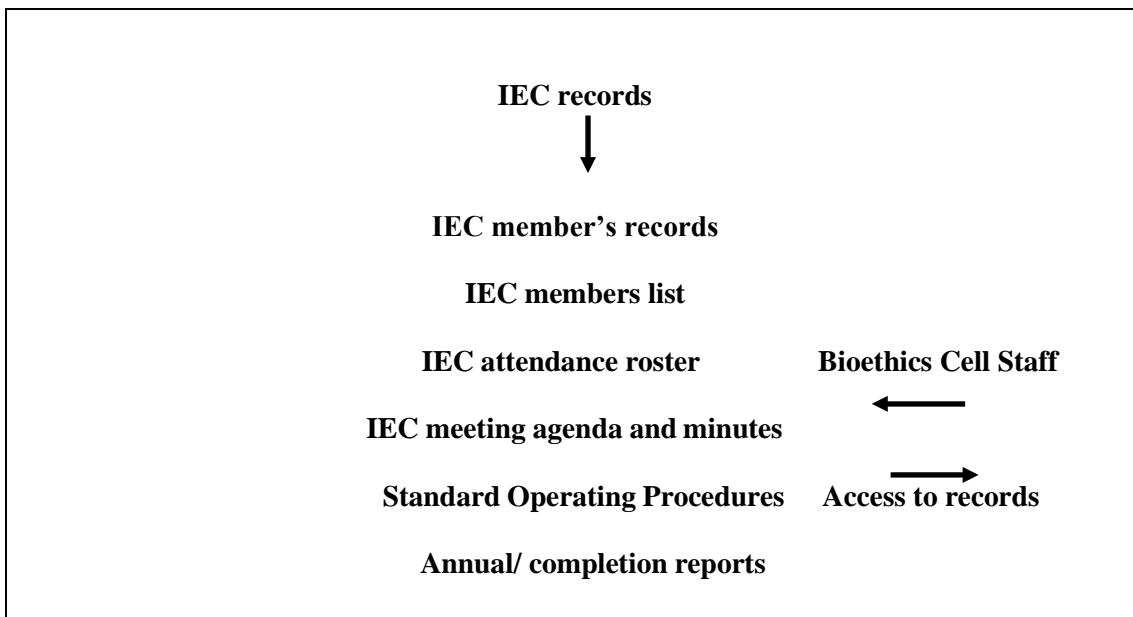 IEC records
IEC member’s records
IEC members list
IEC attendance roster Bioethics Cell Staff
IEC meeting agenda and minutes
Standard Operating Procedures Access to records
Annual/ completion reports